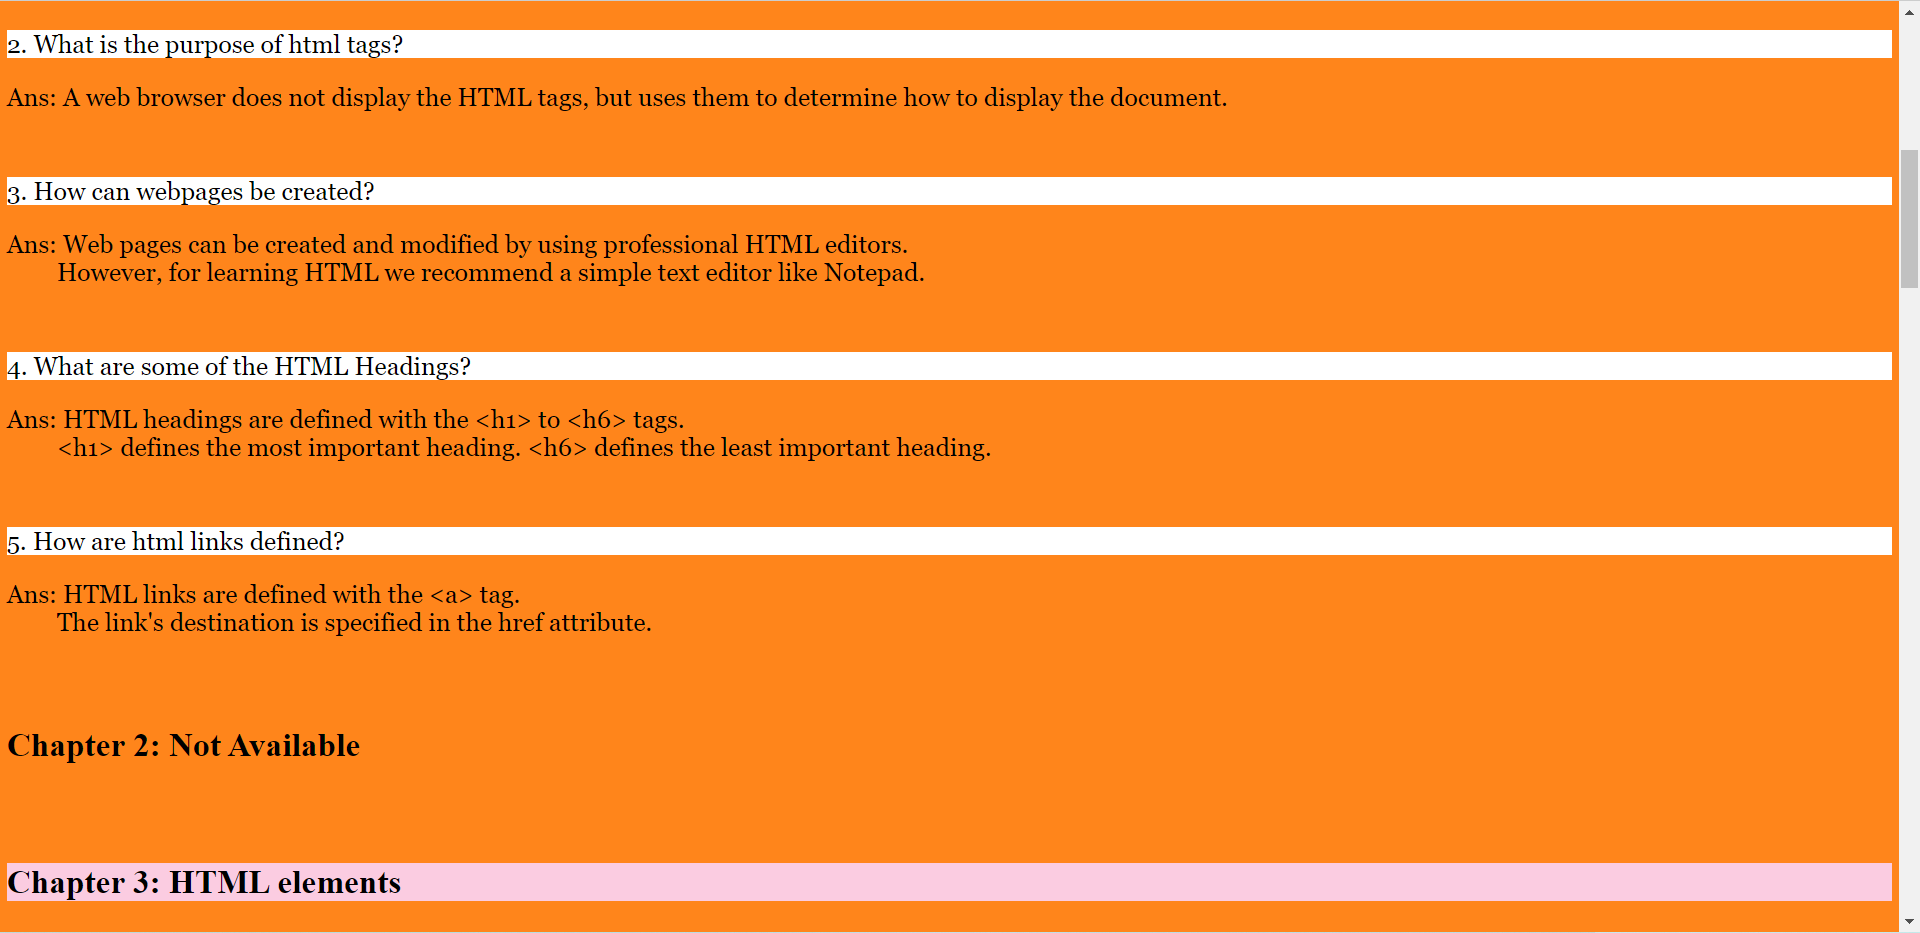 2. What is the purpose of html tags?
Ans: A web browser does not display the HTML tags, but uses them to determine how to display the document.
3. How can webpages be created?
Ans: Web pages can be created and modified by using professional HTML editors.
However, for learning HTML we recommend a simple text editor like Notepad.
4. What are some of the HTML Headings?
Ans: HTML headings are defined with the <h1> to <h6> tags.
<h1> defines the most important heading. <h6> defines the least important heading.
5. How are html links defined?
Ans: HTML links are defined with the <a> tag.
The link's destination is specified in the href attribute.
Chapter 2: Not Available
Chapter 3: HTML elements